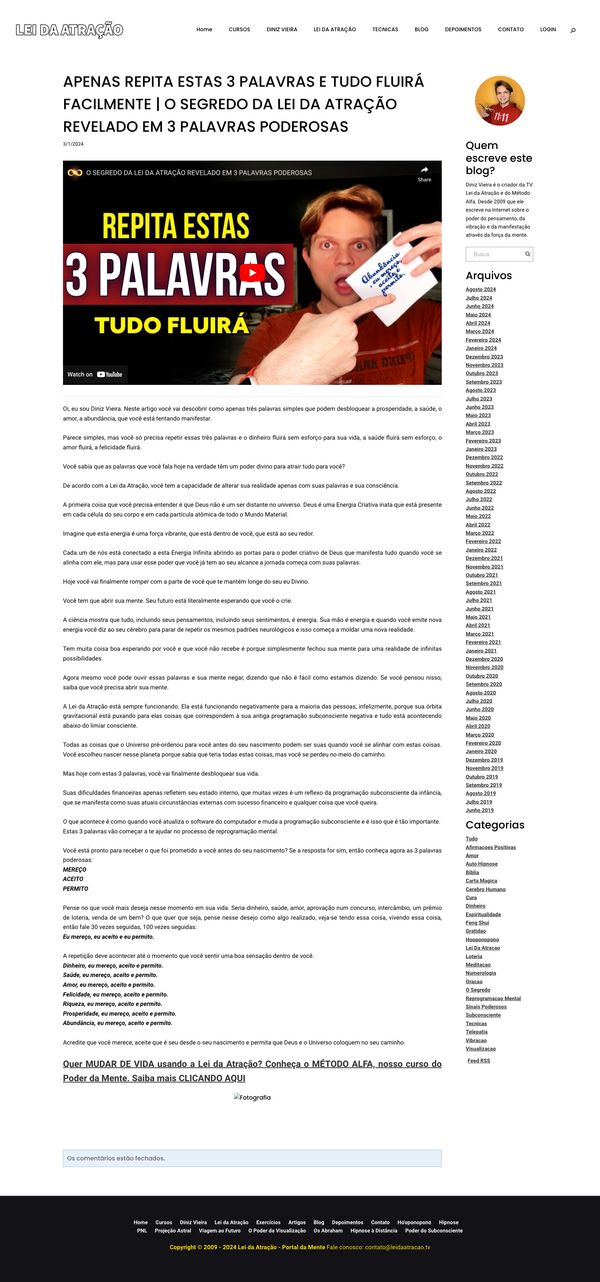 LEI DA ATRAÇÃO
Home CURSOS DINIZ VIEIRA LEI DA ATRAÇÃO TECNICAS BLOG DEPOIMENTOS CONTATO LOGIN
APENAS REPITA ESTAS 3 PALAVRAS E TUDO FLUIRÁ
FACILMENTE | O SEGREDO DA LEI DA ATRAÇÃO
REVELADO EM 3 PALAVRAS PODEROSAS
3/1/2024
O SEGREDO DA LEI DA ATRAÇÃO REVELADO EM 3 PALAVRAS PODEROSAS
Share
REPITA ESTAS
3 PALAVRAS
TUDO FLUIRÁ
Abundância
, eu mereço,
aceito e
permito.
Watch on YouTube
Oi, eu sou Diniz Vieira. Neste artigo você vai descobrir como apenas três palavras simples que podem desbloquear a prosperidade, a saúde, o
amor, a abundância, que você está tentando manifestar.
Parece simples, mas você só precisa repetir essas três palavras e o dinheiro fluirá sem esforço para sua vida, a saúde fluirá sem esforço, o
amor fluirá, a felicidade fluirá.
Você sabia que as palavras que você fala hoje na verdade têm um poder divino para atrair tudo para você?
De acordo com a Lei da Atração, você tem a capacidade de alterar sua realidade apenas com suas palavras e sua consciência.
A primeira coisa que você precisa entender é que Deus não é um ser distante no universo. Deus é uma Energia Criativa inata que está presente
em cada célula do seu corpo e em cada partícula atômica de todo o Mundo Material.
Imagine que esta energia é uma força vibrante, que está dentro de você, que está ao seu redor.
Cada um de nós está conectado a esta Energia Infinita abrindo as portas para o poder criativo de Deus que manifesta tudo quando você se
alinha com ele, mas para usar esse poder que você já tem ao seu alcance a jornada começa com suas palavras.
Hoje você vai finalmente romper com a parte de você que te mantém longe do seu eu Divino.
Você tem que abrir sua mente. Seu futuro está literalmente esperando que você o crie.
A ciência mostra que tudo, incluindo seus pensamentos, incluindo seus sentimentos, é energia. Sua mão é energia e quando você emite nova
energia você diz ao seu cérebro para parar de repetir os mesmos padrões neurológicos e isso começa a moldar uma nova realidade.
Tem muita coisa boa esperando por você e que você não recebe é porque simplesmente fechou sua mente para uma realidade de infinitas
possibilidades.
Agora mesmo você pode ouvir essas palavras e sua mente negar, dizendo que não é fácil como estamos dizendo. Se você pensou nisso,
saiba que você precisa abrir sua mente.
A Lei da Atração está sempre funcionando. Ela está funcionando negativamente para a maioria das pessoas, infelizmente, porque sua órbita
gravitacional está puxando para elas coisas que correspondem à sua antiga programação subconsciente negativa e tudo está acontecendo
abaixo do limiar consciente.
Todas as coisas que o Universo pré-ordenou para você antes do seu nascimento podem ser suas quando você se alinhar com estas coisas.
Você escolheu nascer nesse planeta porque sabia que teria todas estas coisas, mas você se perdeu no meio do caminho.
Mas hoje com estas 3 palavras, você vai finalmente desbloquear sua vida.
Suas dificuldades financeiras apenas refletem seu estado interno, que muitas vezes é um reflexo da programação subconsciente da infância,
que se manifesta como suas atuais circunstâncias externas com sucesso financeiro e qualquer coisa que você queira.
O que acontece é como quando você atualiza o software do computador e muda a programação subconsciente e é isso que é tão importante.
Estas 3 palavras vão começar a te ajudar no processo de reprogramação mental.
Você está pronto para receber o que foi prometido a você antes do seu nascimento? Se a resposta for sim, então conheça agora as 3 palavras
poderosas:
MEREÇO
ACEITO
PERMITO
Pense no que você mais deseja nesse momento em sua vida. Seria dinheiro, saúde, amor, aprovação num concurso, intercâmbio, um prêmio
de loteria, venda de um bem? O que quer que seja, pense nesse desejo como algo realizado, veja-se tendo essa coisa, vivendo essa coisa,
então fale 30 vezes seguidas, 100 vezes seguidas:
Eu mereço, eu aceito e eu permito.
A repetição deve acontecer até o momento que você sentir uma boa sensação dentro de você.
Dinheiro, eu mereço, aceito e permito.
Saúde, eu mereço, aceito e permito.
Amor, eu mereço, aceito e permito.
Felicidade, eu mereço, aceito e permito.
Riqueza, eu mereço, aceito e permito.
Prosperidade, eu mereço, aceito e permito.
Abundância, eu mereço, aceito e permito.
Acredite que você merece, aceite que é seu desde o seu nascimento e permita que Deus e o Universo coloquem no seu caminho.
Quer MUDAR DE VIDA usando a Lei da Atração? Conheça o MÉTODO ALFA, nosso curso do
Poder da Mente. Saiba mais CLICANDO AQUI
Fotografia
Os comentários estão fechados.
11:11
Quem
escreve este
blog?
Diniz Vieira é o criador da TV
Lei da Atração e do Método
Alfa. Desde 2009 que ele
escreve na Internet sobre o
poder do pensamento, da
vibração e da manifestação
através da força da mente.
Busca
Arquivos
Agosto 2024
Julho 2024
Junho 2024
Maio 2024
Abril 2024
Março 2024
Fevereiro 2024
Janeiro 2024
Dezembro 2023
Novembro 2023
Outubro 2023
Setembro 2023
Agosto 2023
Julho 2023
Junho 2023
Maio 2023
Abril 2023
Março 2023
Fevereiro 2023
Janeiro 2023
Dezembro 2022
Novembro 2022
Outubro 2022
Setembro 2022
Agosto 2022
Julho 2022
Junho 2022
Maio 2022
Abril 2022
Março 2022
Fevereiro 2022
Janeiro 2022
Dezembro 2021
Novembro 2021
Outubro 2021
Setembro 2021
Agosto 2021
Julho 2021
Junho 2021
Maio 2021
Abril 2021
Março 2021
Fevereiro 2021
Janeiro 2021
Dezembro 2020
Novembro 2020
Outubro 2020
Setembro 2020
Agosto 2020
Julho 2020
Junho 2020
Maio 2020
Abril 2020
Março 2020
Fevereiro 2020
Janeiro 2020
Dezembro 2019
Novembro 2019
Outubro 2019
Setembro 2019
Agosto 2019
Julho 2019
Junho 2019
Categorias
Tudo
Afirmacoes Positivas
Amor
Auto Hipnose
Bíblia
Carta Magica
Cerebro Humano
Cura
Dinheiro
Espiritualidade
Feng Shui
Gratidao
Hooponopono
Lei Da Atracao
Loteria
Meditacao
Numerologia
Oracao
O Segredo
Reprogramacao Mental
Sinais Poderosos
Subconsciente
Tecnicas
Telepatia
Vibracao
Visualizacao
Feed RSS
Home Cursos Diniz Vieira Lei da Atração Exercícios Artigos Blog Depoimentos Contato Ho'oponopono Hipnose
PNL Projeção Astral Viagem ao Futuro O Poder da Visualização Os Abraham Hipnose à Distância Poder do Subconsciente
Copyright © 2009 - 2024 Lei da Atração - Portal da Mente Fale conosco: contato@leidaatracao.tv